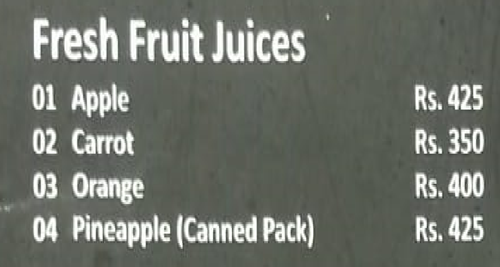 Fresh Fruit Juices
01 Apple Rs. 425
02 Carrot Rs. 350
03 Orange Rs. 400
04 Pineapple (Canned Pack) Rs. 425